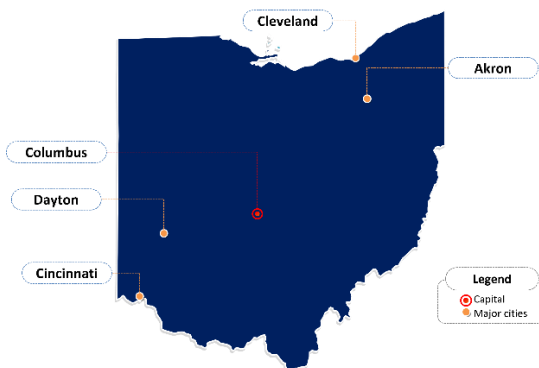 Cleveland
Akron
Columbus
Dayton
Cincinnati
Legend
Capital
Major cities